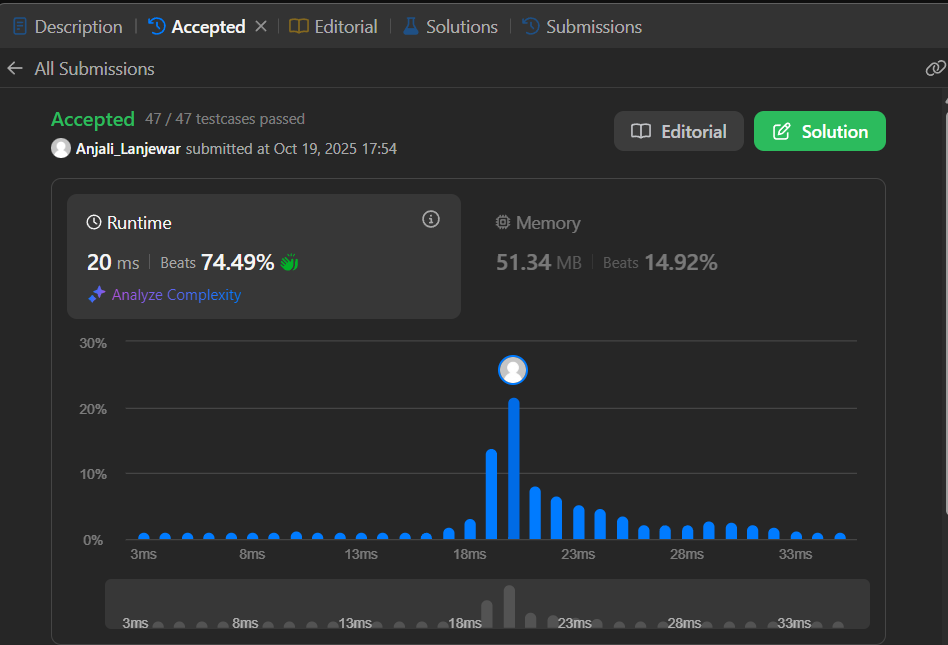 Description Accepted Editorial Solutions Submissions
All Submissions
Accepted 47 / 47 testcases passed
Anjali_Lanjewar submitted at Oct 19, 2025 17:54
Editorial
Solution
Runtime
20 ms Beats 74.49%
Analyze Complexity
Memory
51.34 MB Beats 14.92%
30%
20%
10%
0%
3ms 8ms 13ms 18ms 23ms 28ms 33ms
3ms 8ms 13ms 18ms 23ms 28ms 33ms